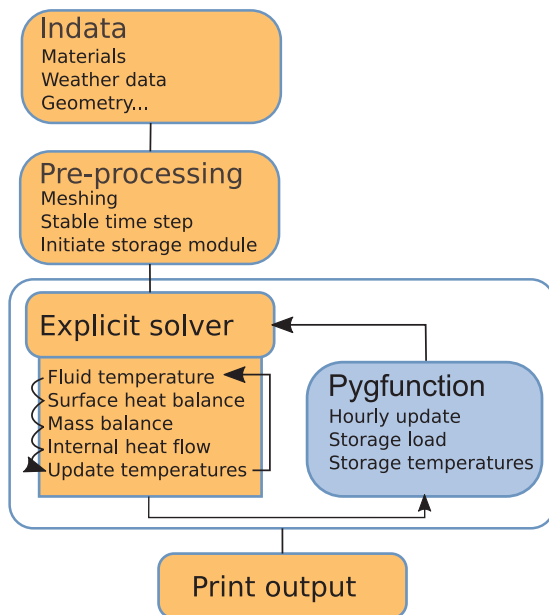 Indata
Materials
Weather data
Geometry...
Pre-processing
Meshing
Stable time step
Initiate storage module
Explicit solver
Fluid temperature
Surface heat balance
Mass balance
Internal heat flow
Update temperatures
Pygfunction
Hourly update
Storage load
Storage temperatures
Print output